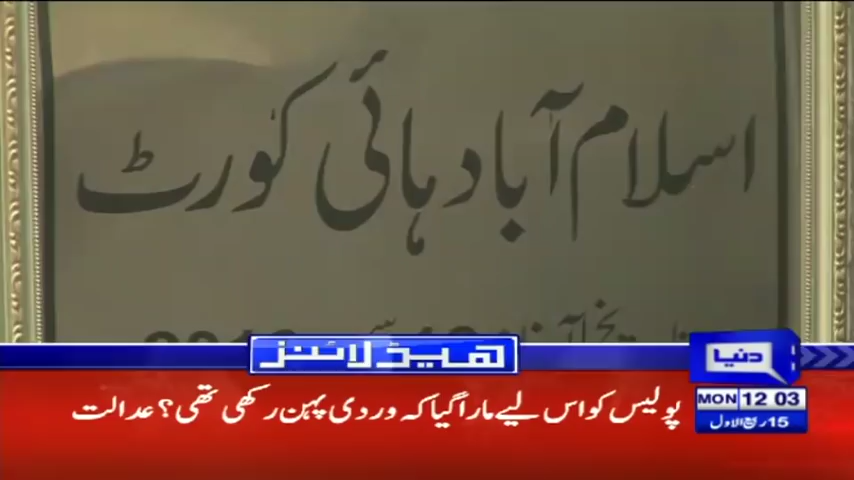 اسلام آباد ہائی کورٹ
ہیڈ لائنز
دنیا
MON 12 03
15 ربیع الاول
پولیس کو اس لیے مارا گیا کہ وردی پہن رکھی تھی؟ عدالت